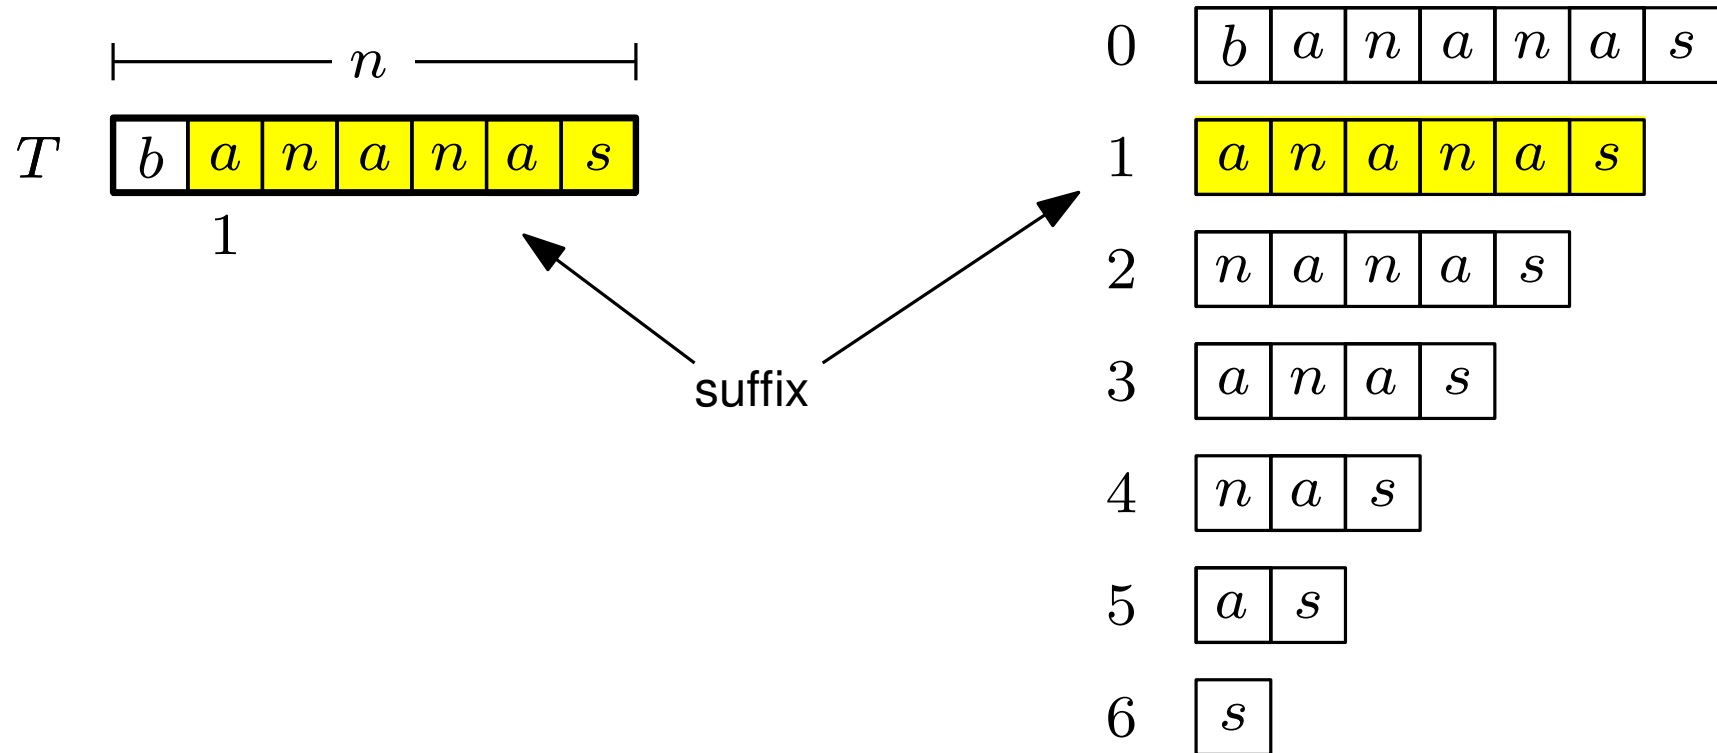 n
T b a n a n a s
1
suffix
0 b a n a n a s
1 a n a n a s
2 n a n a s
3 a n a s
4 n a s
5 a s
6 s